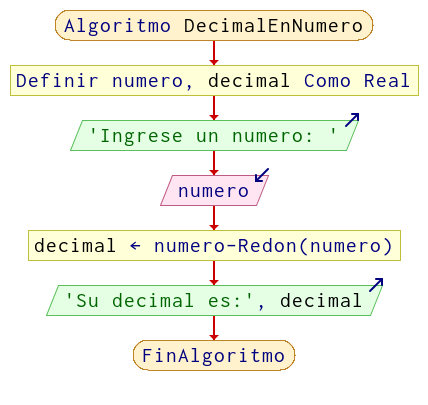 Algoritmo DecimalEnNumero
Definir numero, decimal Como Real
'Ingrese un numero: '
numero
decimal ← numero-Redon(numero)
'Su decimal es:', decimal
FinAlgoritmo